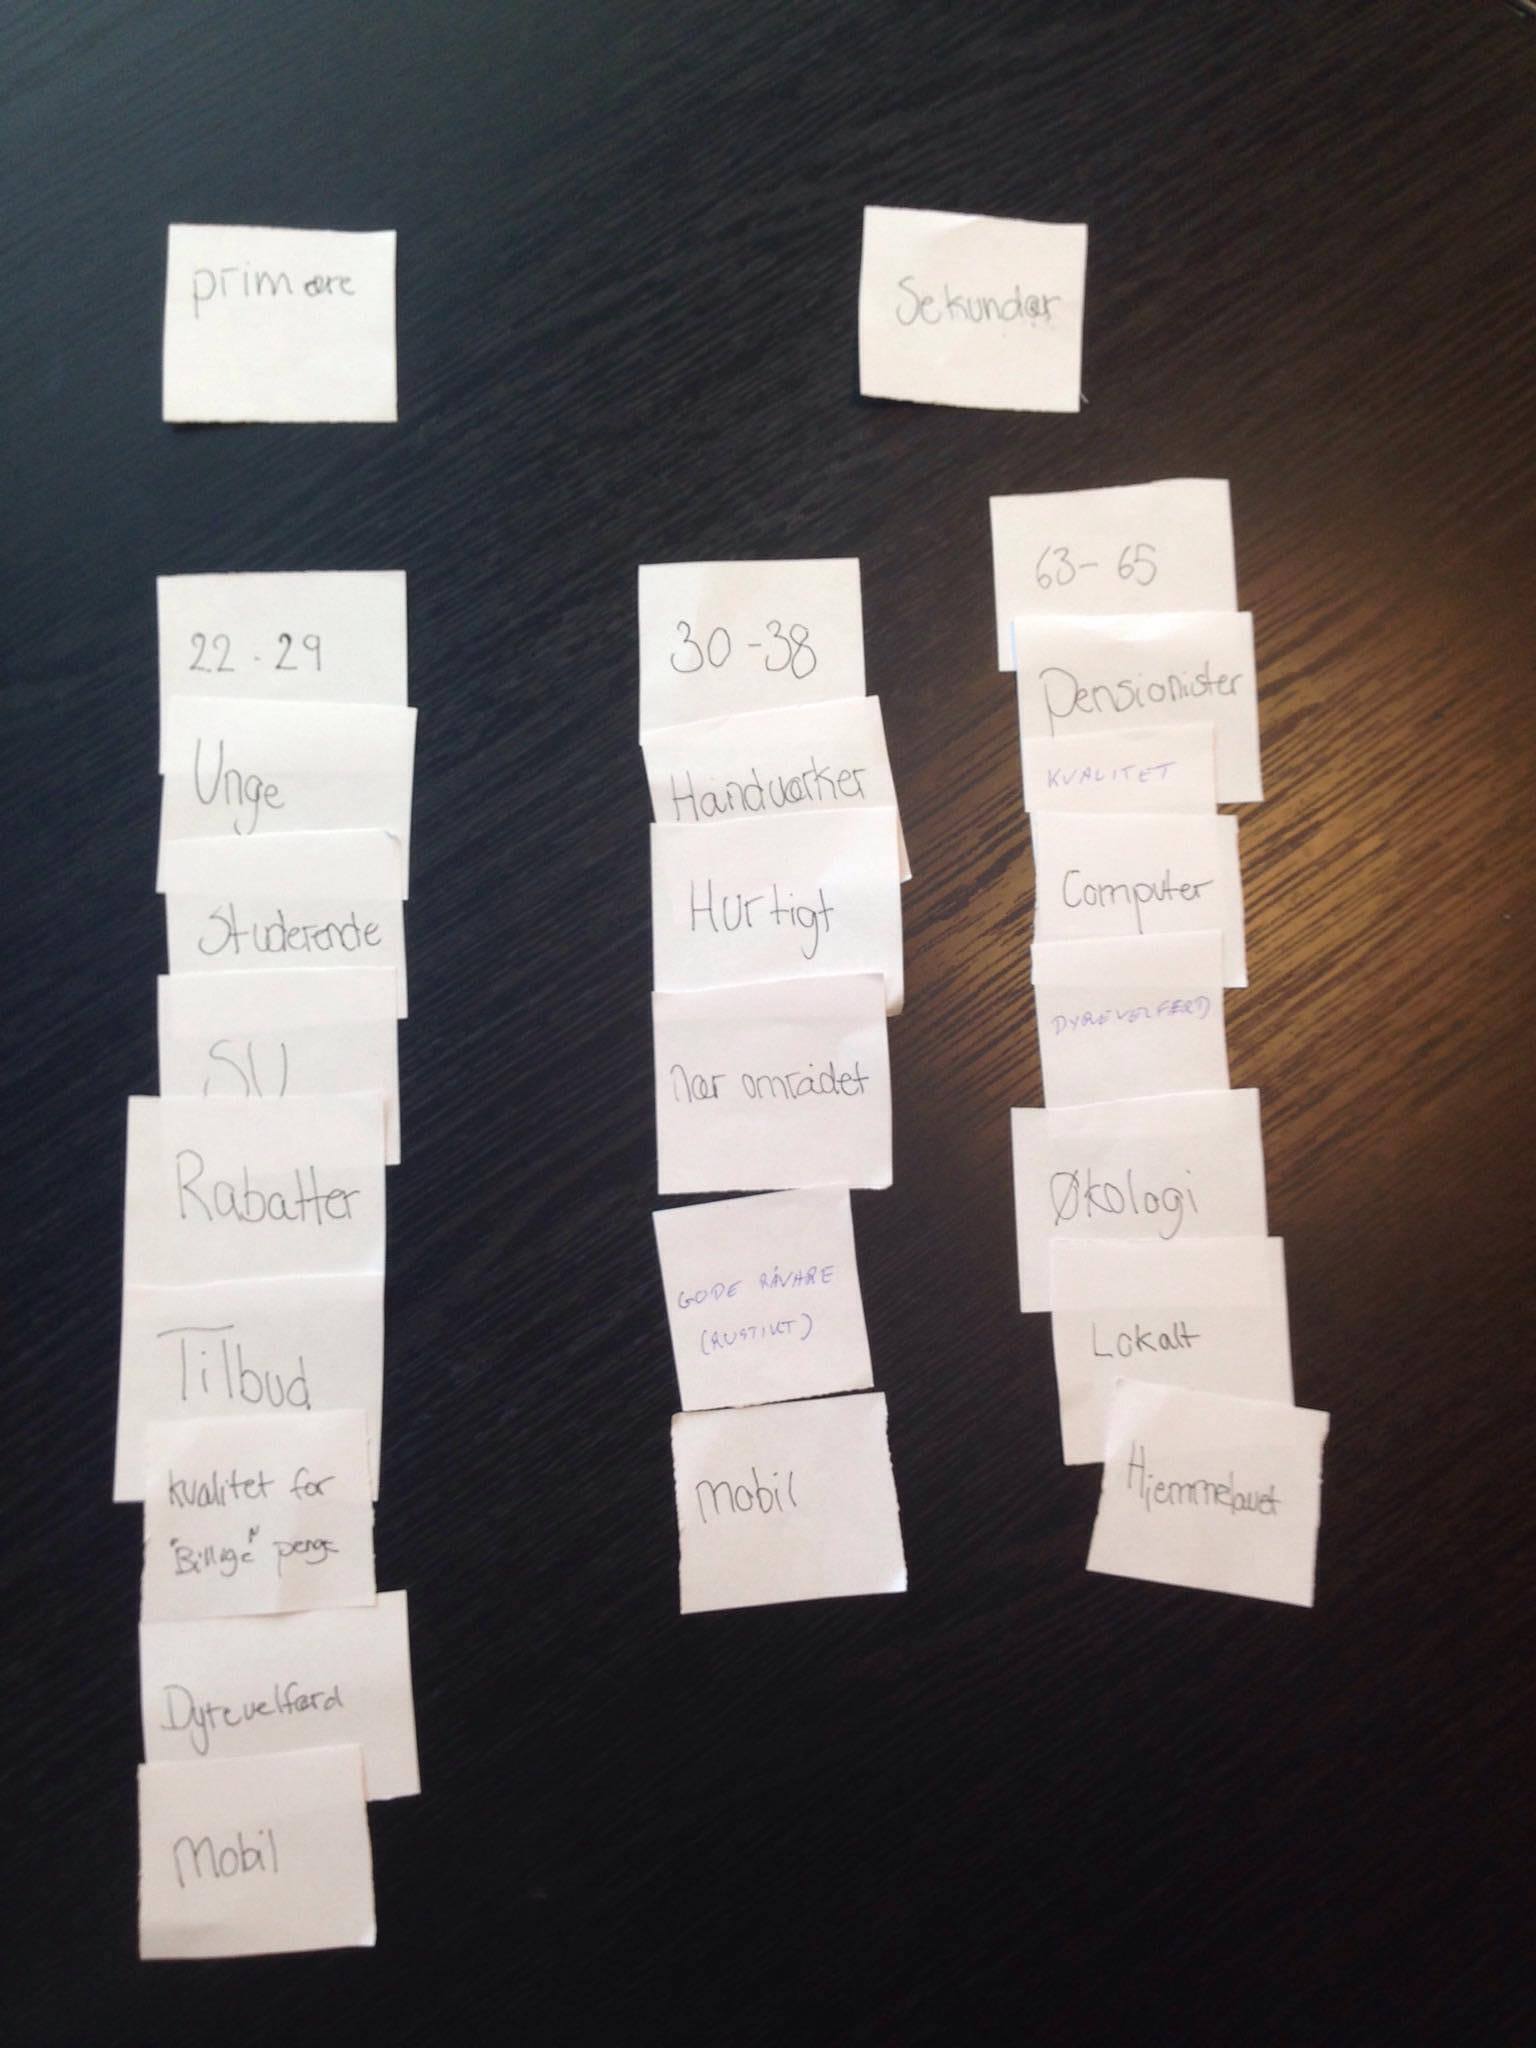 primære
Sekundær
22-29
Unge
Studerende
SU
Rabatter
Tilbud
kvalitet for
"Billige" penge
Dyrevelfærd
Mobil
30-38
Handværker
Hurtigt
nær området
GODE RÅVARE
(RUSTIKT)
mobil
63-65
Pensionister
KVALITET
Computer
DYREVELFÆRD
Økologi
Lokalt
Hjemmelavet